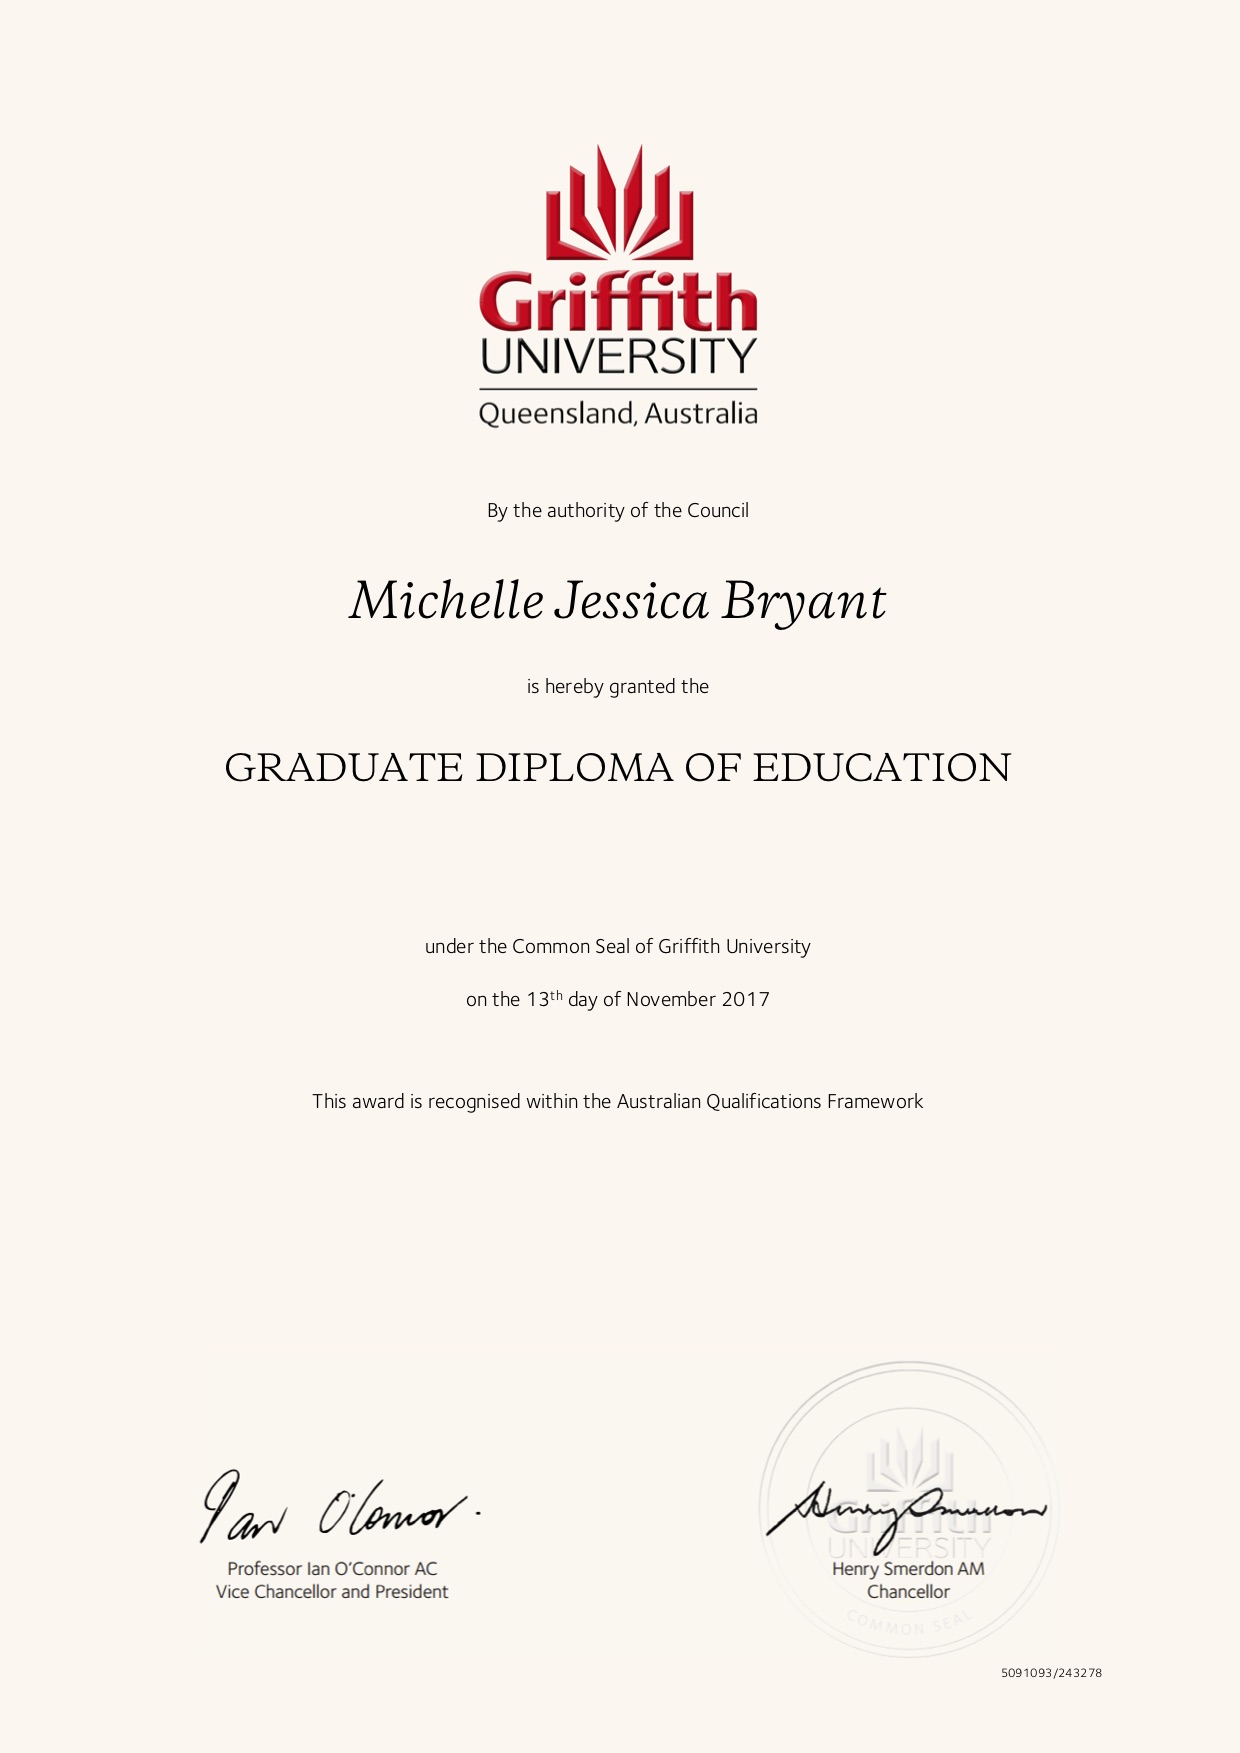 Griffith
UNIVERSITY
Queensland, Australia
By the authority of the Council
Michelle Jessica Bryant
is hereby granted the
GRADUATE DIPLOMA OF EDUCATION
under the Common Seal of Griffith University
on the 13th day of November 2017
This award is recognised within the Australian Qualifications Framework
Ian O'Connor.
Professor Ian O'Connor AC
Vice Chancellor and President
Griffith
UNIVERSITY
Henry Smerdon
Henry Smerdon AM
Chancellor
COMMON SEAL
5091093/243278